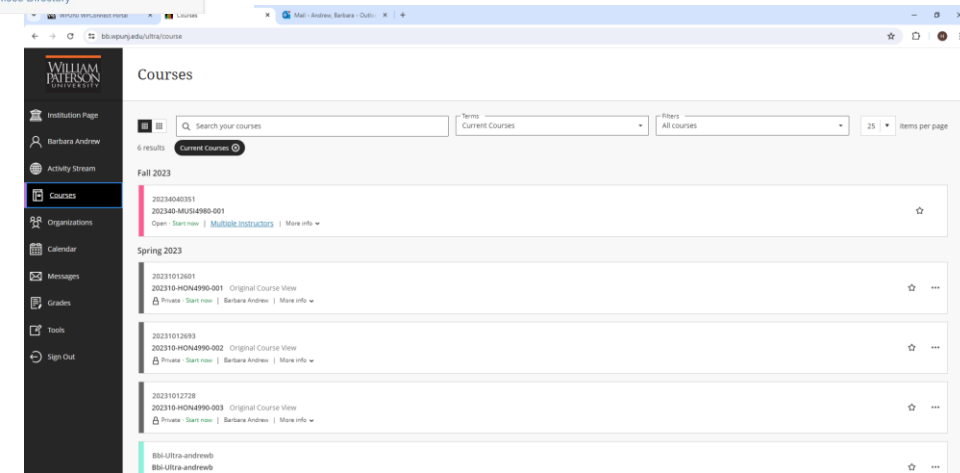 WPUNJ WPConnect Portal
Courses
Mail - Andrew, Barbara - Outlo
bb.wpunj.edu/ultra/course
WILLIAM
PATERSON
UNIVERSITY
Institution Page
Barbara Andrew
Activity Stream
Courses
Organizations
Calendar
Messages
Grades
Tools
Sign Out
Courses
Search your courses
Terms
Current Courses
Filters
All courses
25
items per page
6 results
Current Courses
Fall 2023
20234040351
202340-MUSI4980-001
Open · Start now | Multiple Instructors | More info
Spring 2023
20231012601
202310-HON4990-001 Original Course View
Private · Start now | Barbara Andrew | More info
20231012693
202310-HON4990-002 Original Course View
Private · Start now | Barbara Andrew | More info
20231012728
202310-HON4990-003 Original Course View
Private · Start now | Barbara Andrew | More info
Bbi-Ultra-andrewb
Bbi-Ultra-andrewb